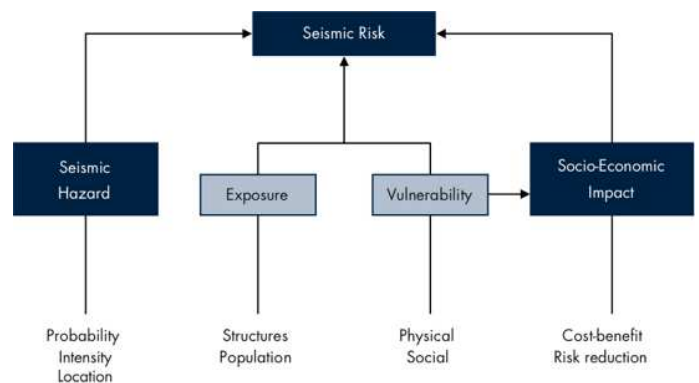 Seismic Risk
Seismic
Hazard
Exposure
Vulnerability
Socio-Economic
Impact
Probability
Intensity
Location
Structures
Population
Physical
Social
Cost-benefit
Risk reduction